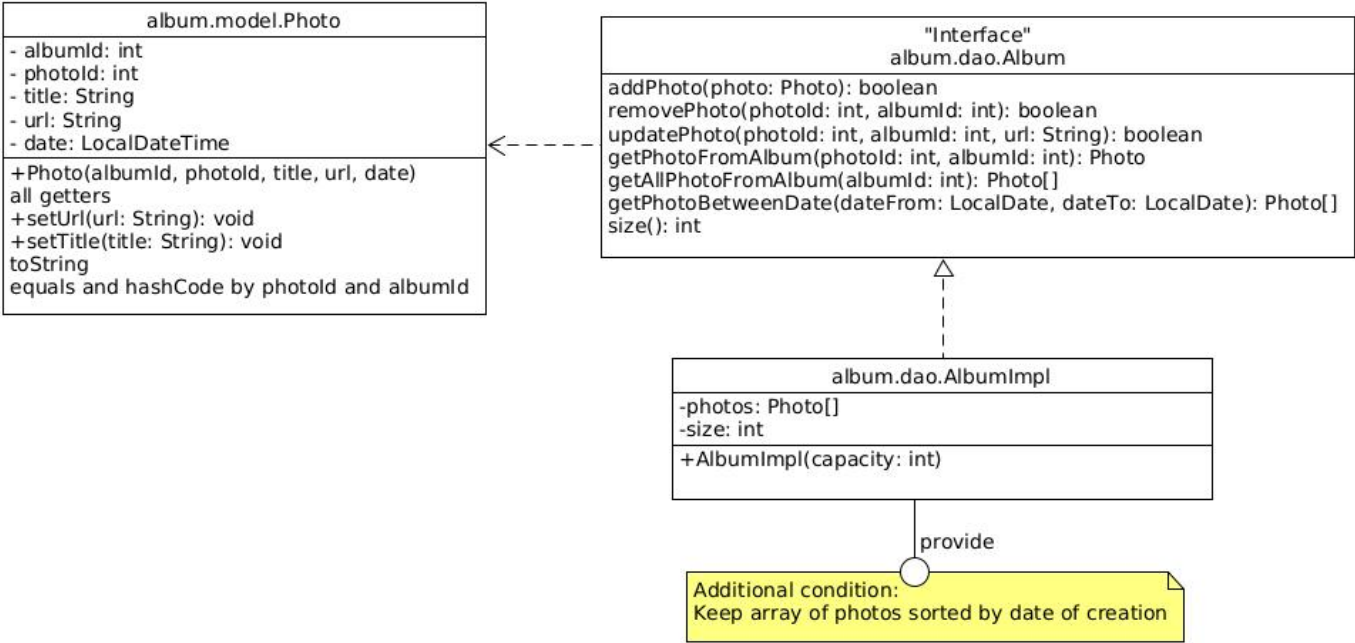 album.model.Photo
- albumId: int
- photoId: int
- title: String
- url: String
- date: LocalDateTime
+Photo(albumId, photoId, title, url, date)
all getters
+setUrl(url: String): void
+setTitle(title: String): void
toString
equals and hashCode by photoId and albumId
"Interface"
album.dao.Album
addPhoto(photo: Photo): boolean
removePhoto(photoId: int, albumId: int): boolean
updatePhoto(photoId: int, albumId: int, url: String): boolean
getPhotoFromAlbum(photoId: int, albumId: int): Photo
getAllPhotoFromAlbum(albumId: int): Photo[]
getPhotoBetweenDate(dateFrom: LocalDate, dateTo: LocalDate): Photo[]
size(): int
album.dao.AlbumImpl
-photos: Photo[]
-size: int
+AlbumImpl(capacity: int)
provide
Additional condition:
Keep array of photos sorted by date of creation